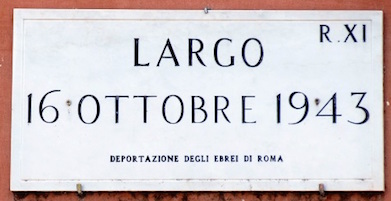 R. XI
LARGO
16 OTTOBRE 1943
DEPORTAZIONE DEGLI EBREI DI ROMA